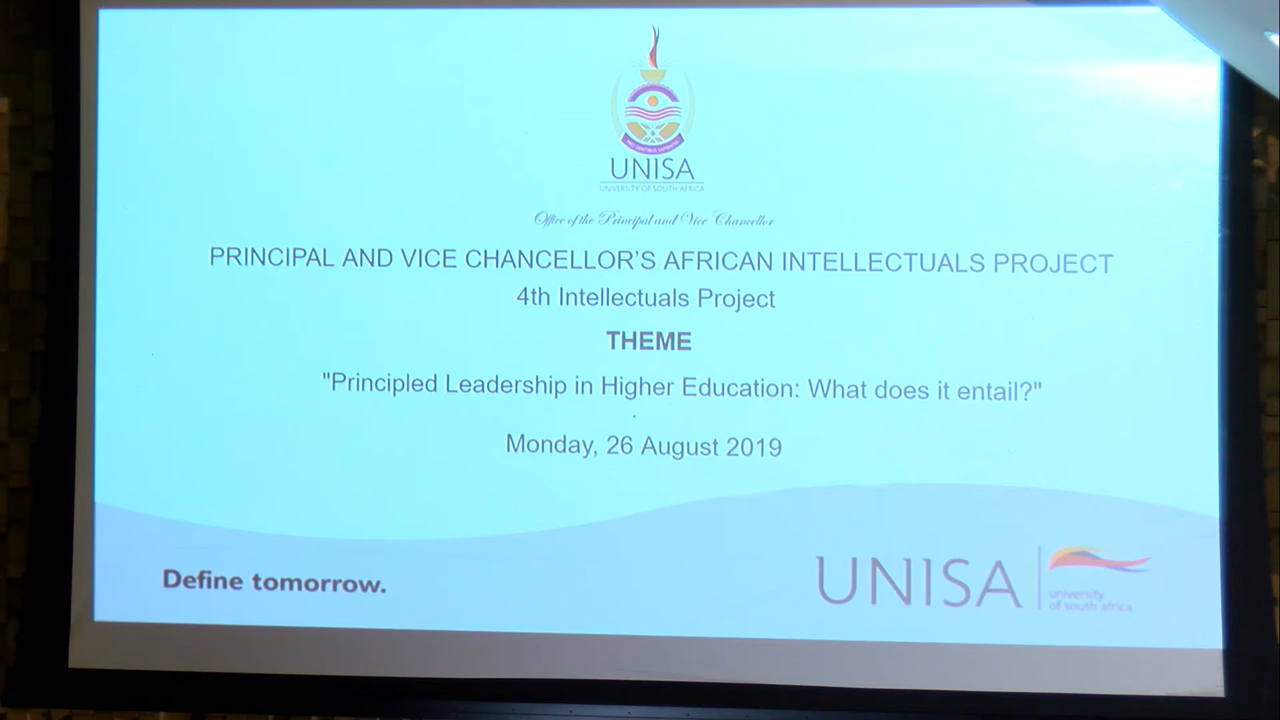 UNISA
UNIVERSITY OF SOUTH AFRICA
Office of the Principal and Vice Chancellor
PRINCIPAL AND VICE CHANCELLOR'S AFRICAN INTELLECTUALS PROJECT
4th Intellectuals Project
THEME
"Principled Leadership in Higher Education: What does it entail?"
Monday, 26 August 2019
Define tomorrow.
UNISA
university
of south africa